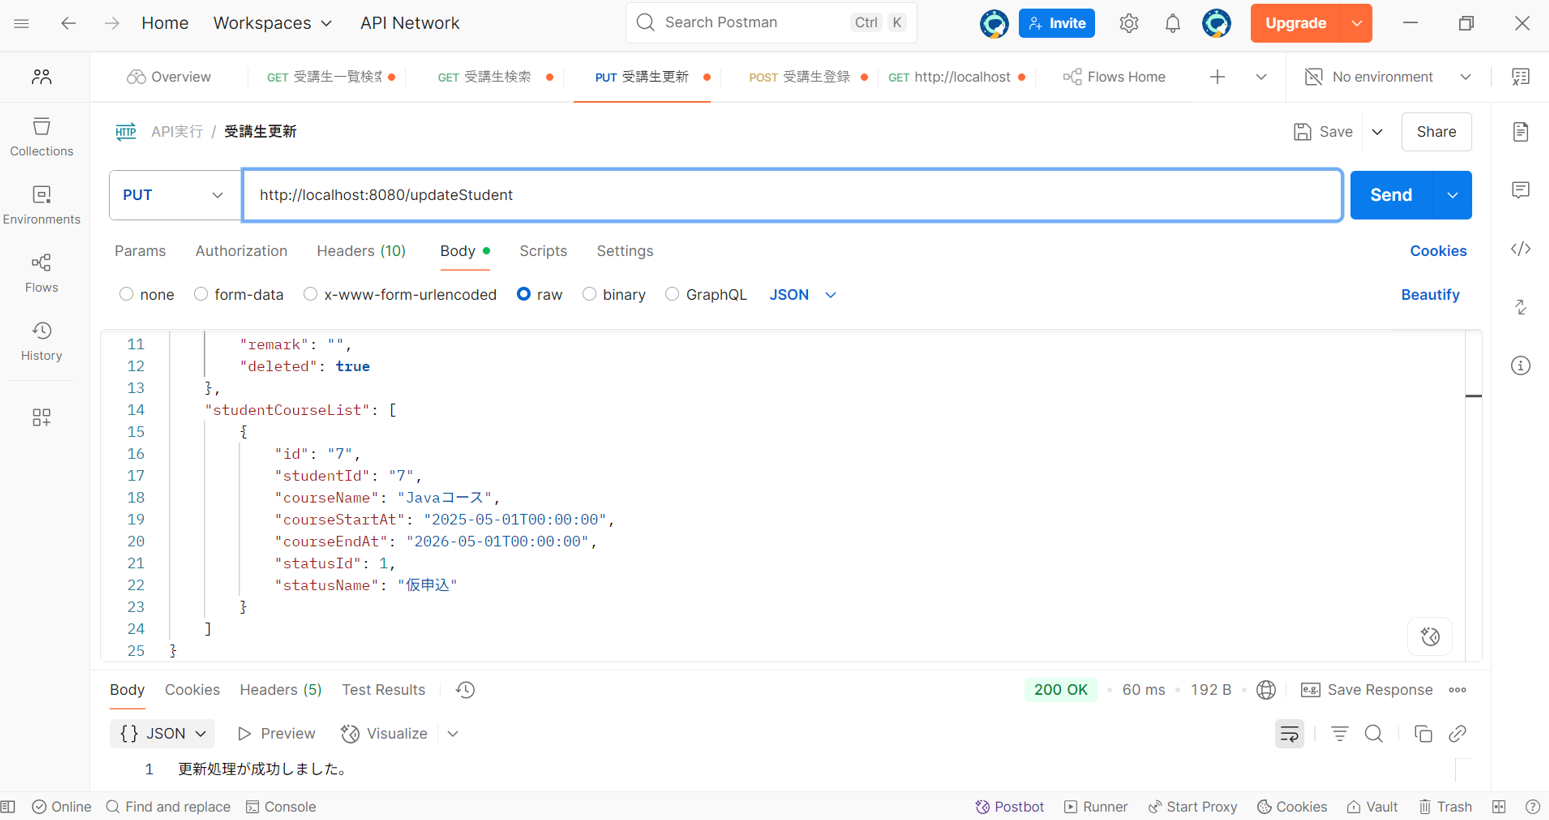 Home Workspaces API Network Search Postman Ctrl K Invite Upgrade
Overview GET 受講生一覧検索 GET 受講生検索 PUT 受講生更新 POST 受講生登録 GET http://localhost Flows Home No environment
HTTP API実行 / 受講生更新 Save Share
Collections
PUT http://localhost:8080/updateStudent Send
Environments
Params Authorization Headers (10) Body Scripts Settings Cookies
Flows
none form-data x-www-form-urlencoded raw binary GraphQL JSON Beautify
History
11 "remark": "",
12 "deleted": true
13 },
14 "studentCourseList": [
15 {
16 "id": "7",
17 "studentId": "7",
18 "courseName": "Javaコース",
19 "courseStartAt": "2025-05-01T00:00:00",
20 "courseEndAt": "2026-05-01T00:00:00",
21 "statusId": 1,
22 "statusName": "仮申込"
23 }
24 ]
25 }
Body Cookies Headers (5) Test Results 200 OK 60 ms 192 B e.g. Save Response
{} JSON Preview Visualize
1 更新処理が成功しました。
Online Find and replace Console Postbot Runner Start Proxy Cookies Vault Trash